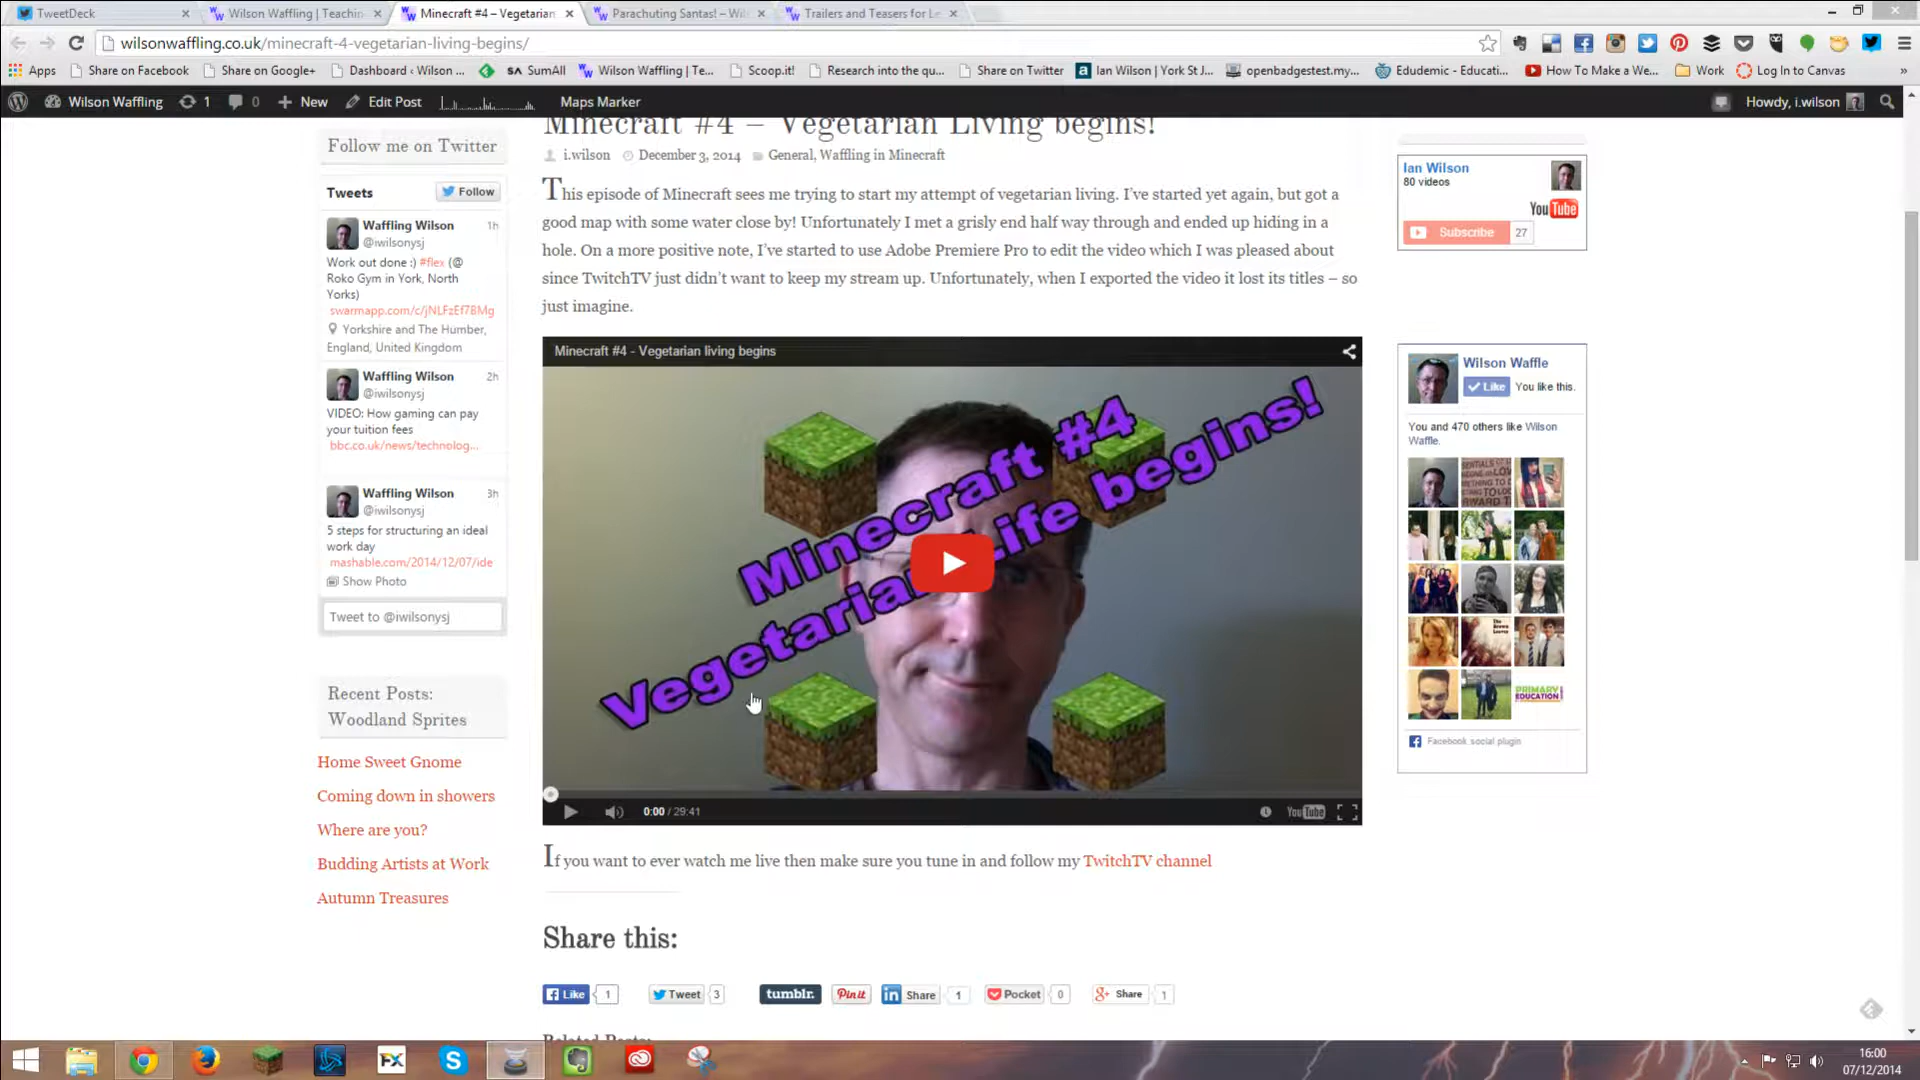 TweetDeck
Wilson Waffling | Teachin
Minecraft #4 – Vegetarian
Parachuting Santas! – Wil
Trailers and Teasers for Le
wilsonwaffling.co.uk/minecraft-4-vegetarian-living-begins/
Apps
Share on Facebook
Share on Google+
Dashboard ‹ Wilson ...
SumAll
Wilson Waffling | Te...
Scoop.it!
Research into the qu...
Share on Twitter
Ian Wilson | York St J...
openbadgestest.my...
Edudemic - Educati...
How To Make a We...
Work
Log In to Canvas
Wilson Waffling
1
0
New
Edit Post
Maps Marker
Howdy, i.wilson
Minecraft #4 – Vegetarian Living begins!
i.wilson December 3, 2014 General, Waffling in Minecraft
This episode of Minecraft sees me trying to start my attempt of vegetarian living. I've started yet again, but got a
good map with some water close by! Unfortunately I met a grisly end half way through and ended up hiding in a
hole. On a more positive note, I've started to use Adobe Premiere Pro to edit the video which I was pleased about
since TwitchTV just didn't want to keep my stream up. Unfortunately, when I exported the video it lost its titles – so
just imagine.
Follow me on Twitter
Tweets
Follow
Waffling Wilson 1h
@iwilsonysj
Work out done :) #flex (@
Roko Gym in York, North
Yorks)
swarmapp.com/c/jNLFzEf78Mg
Yorkshire and The Humber,
England, United Kingdom
Waffling Wilson 2h
@iwilsonysj
VIDEO: How gaming can pay
your tuition fees
bbc.co.uk/news/technolog...
Waffling Wilson 3h
@iwilsonysj
5 steps for structuring an ideal
work day
mashable.com/2014/12/07/ide
Show Photo
Tweet to @iwilsonysj
Recent Posts:
Woodland Sprites
Home Sweet Gnome
Coming down in showers
Where are you?
Budding Artists at Work
Autumn Treasures
Minecraft #4 - Vegetarian living begins
Minecraft #4
Vegetarian Life begins!
0:00 / 29:41
YouTube
If you want to ever watch me live then make sure you tune in and follow my TwitchTV channel
Share this:
Like 1
Tweet 3
tumblr.
Pin it
in Share 1
Pocket 0
g+ Share 1
Related Posts:
Ian Wilson
80 videos
YouTube
Subscribe 27
Wilson Waffle
Like You like this.
You and 470 others like Wilson
Waffle.
PRIMARY
EDUCATION
Facebook social plugin
16:00
07/12/2014